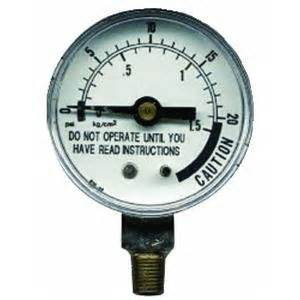 10
5
15
.5
1
0
0
1.5
20
psi
kg/cm²
DO NOT OPERATE UNTIL YOU
HAVE READ INSTRUCTIONS
CAUTION